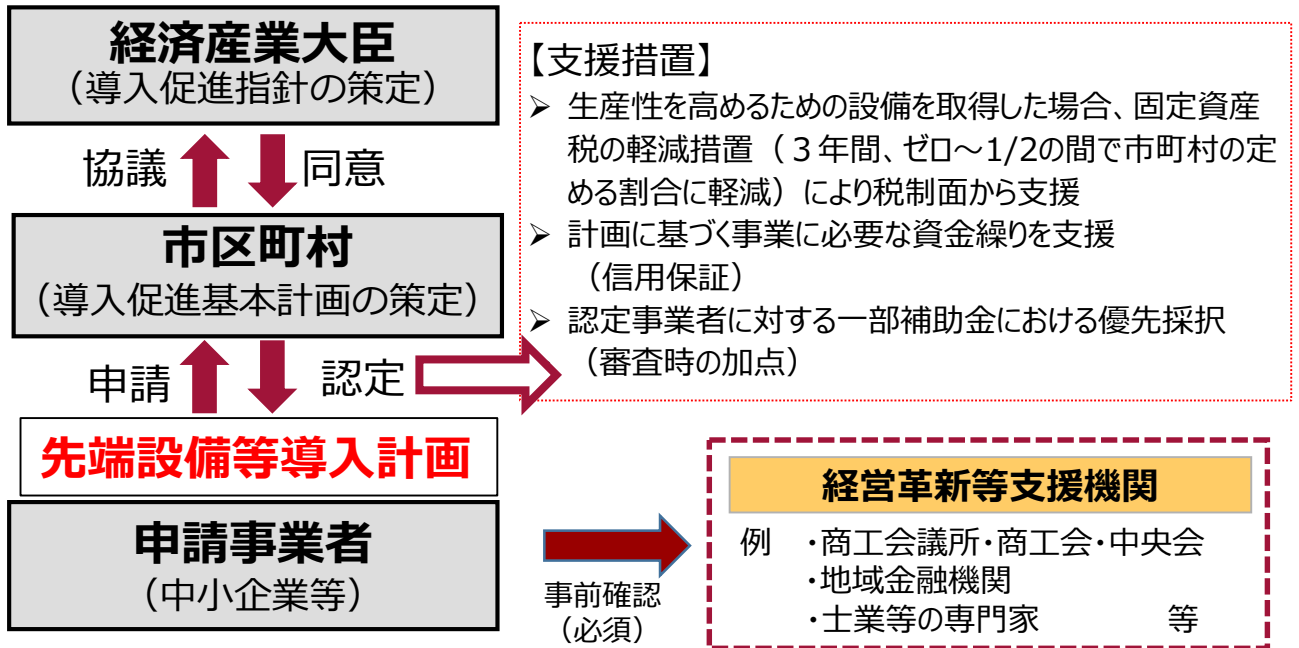 経済産業大臣
（導入促進指針の策定）
協議
同意
市区町村
（導入促進基本計画の策定）
申請
認定
先端設備等導入計画
申請事業者
（中小企業等）
【支援措置】
➢ 生産性を高めるための設備を取得した場合、固定資産
税の軽減措置（３年間、ゼロ～1/2の間で市町村の定
める割合に軽減）により税制面から支援
➢ 計画に基づく事業に必要な資金繰りを支援
（信用保証）
➢ 認定事業者に対する一部補助金における優先採択
（審査時の加点）
事前確認
（必須）
経営革新等支援機関
例 ・商工会議所・商工会・中央会
・地域金融機関
・士業等の専門家 等